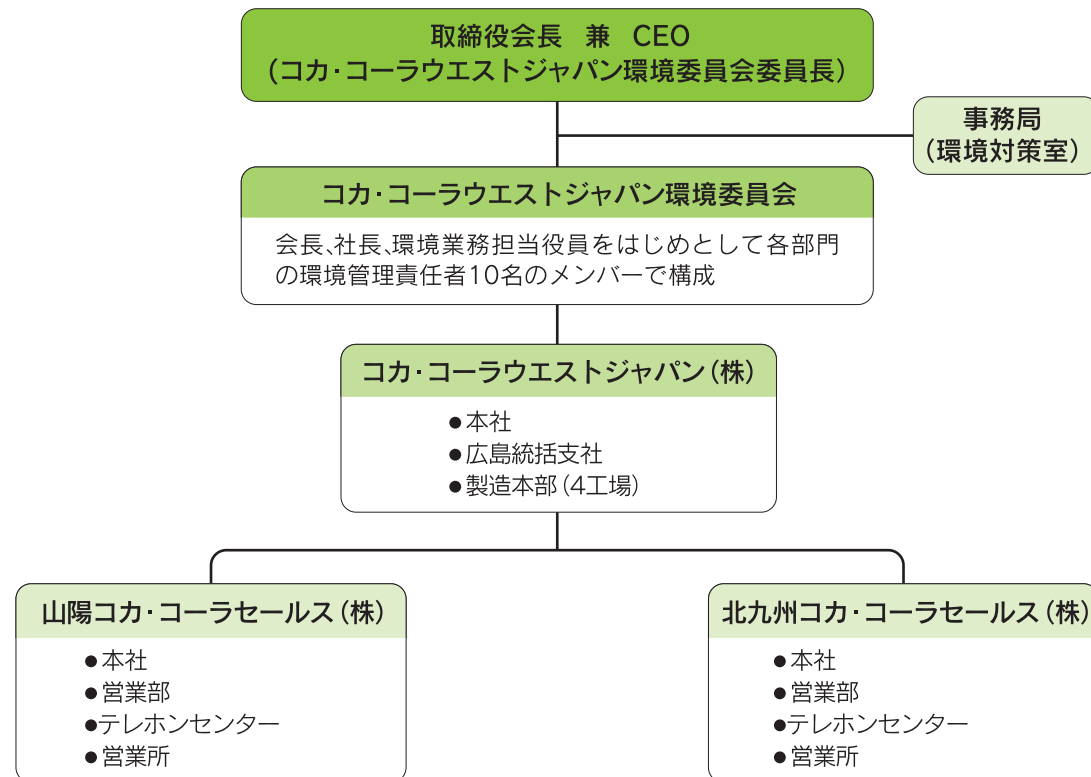 取締役会長 兼 CEO
(コカ・コーラウエストジャパン環境委員会委員長)
事務局
(環境対策室)
コカ・コーラウエストジャパン環境委員会
会長、社長、環境業務担当役員をはじめとして各部門
の環境管理責任者10名のメンバーで構成
コカ・コーラウエストジャパン(株)
●本社
●広島統括支社
●製造本部(4工場)
山陽コカ・コーラセールス(株)
●本社
●営業部
●テレホンセンター
●営業所
北九州コカ・コーラセールス(株)
●本社
●営業部
●テレホンセンター
●営業所